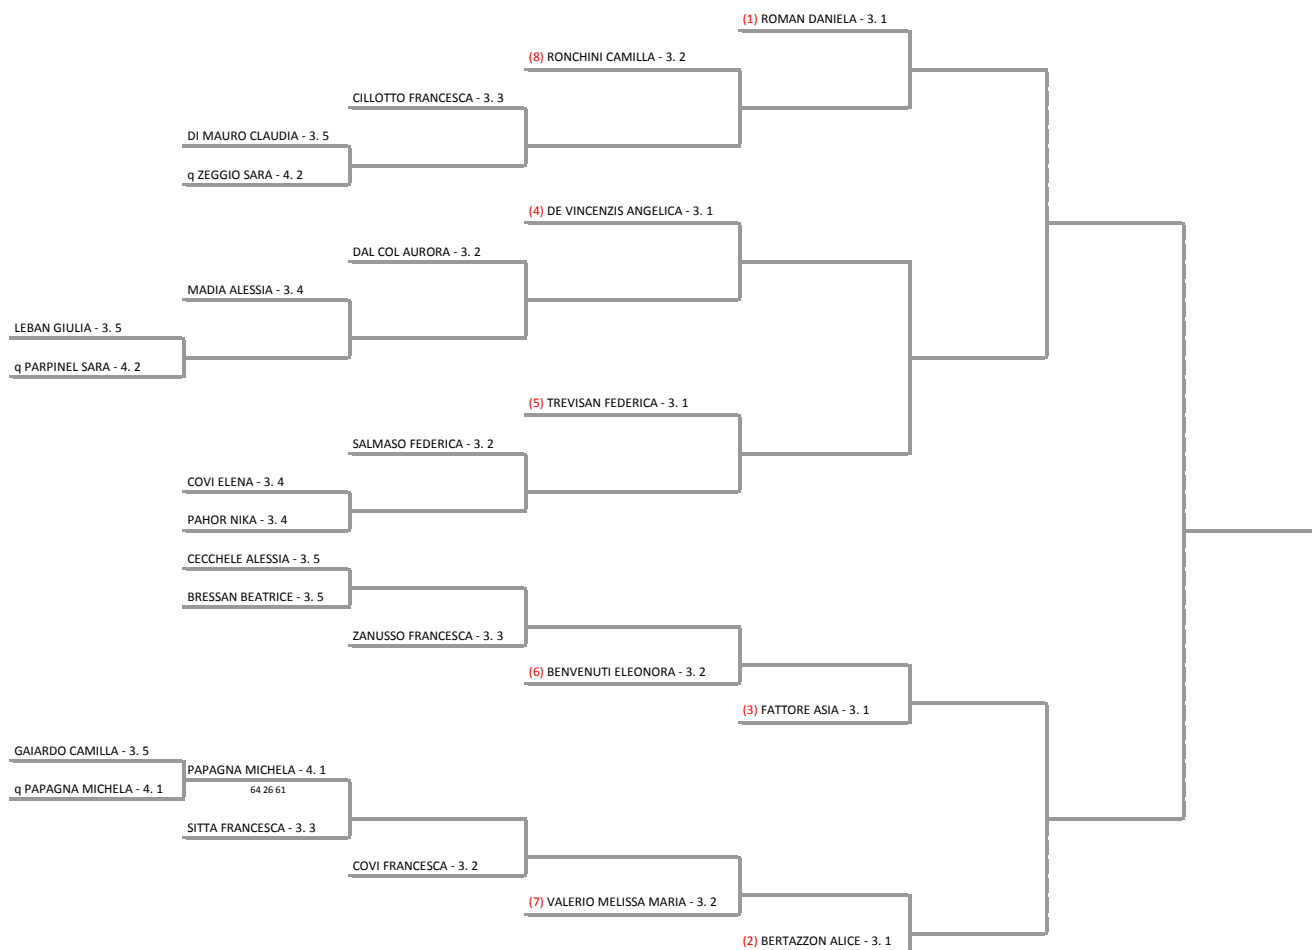 (1) ROMAN DANIELA - 3. 1
(8) RONCHINI CAMILLA - 3. 2
CILLOTTO FRANCESCA - 3. 3
DI MAURO CLAUDIA - 3. 5
q ZEGGIO SARA - 4. 2
(4) DE VINCENZIS ANGELICA - 3. 1
DAL COL AURORA - 3. 2
MADIA ALESSIA - 3. 4
LEBAN GIULIA - 3. 5
q PARPINEL SARA - 4. 2
(5) TREVISAN FEDERICA - 3. 1
SALMASO FEDERICA - 3. 2
COVI ELENA - 3. 4
PAHOR NIKA - 3. 4
CECCHELE ALESSIA - 3. 5
BRESSAN BEATRICE - 3. 5
ZANUSSO FRANCESCA - 3. 3
(6) BENVENUTI ELEONORA - 3. 2
(3) FATTORE ASIA - 3. 1
GAIARDO CAMILLA - 3. 5
PAPAGNA MICHELA - 4. 1
q PAPAGNA MICHELA - 4. 1
64 26 61
SITTA FRANCESCA - 3. 3
COVI FRANCESCA - 3. 2
(7) VALERIO MELISSA MARIA - 3. 2
(2) BERTAZZON ALICE - 3. 1